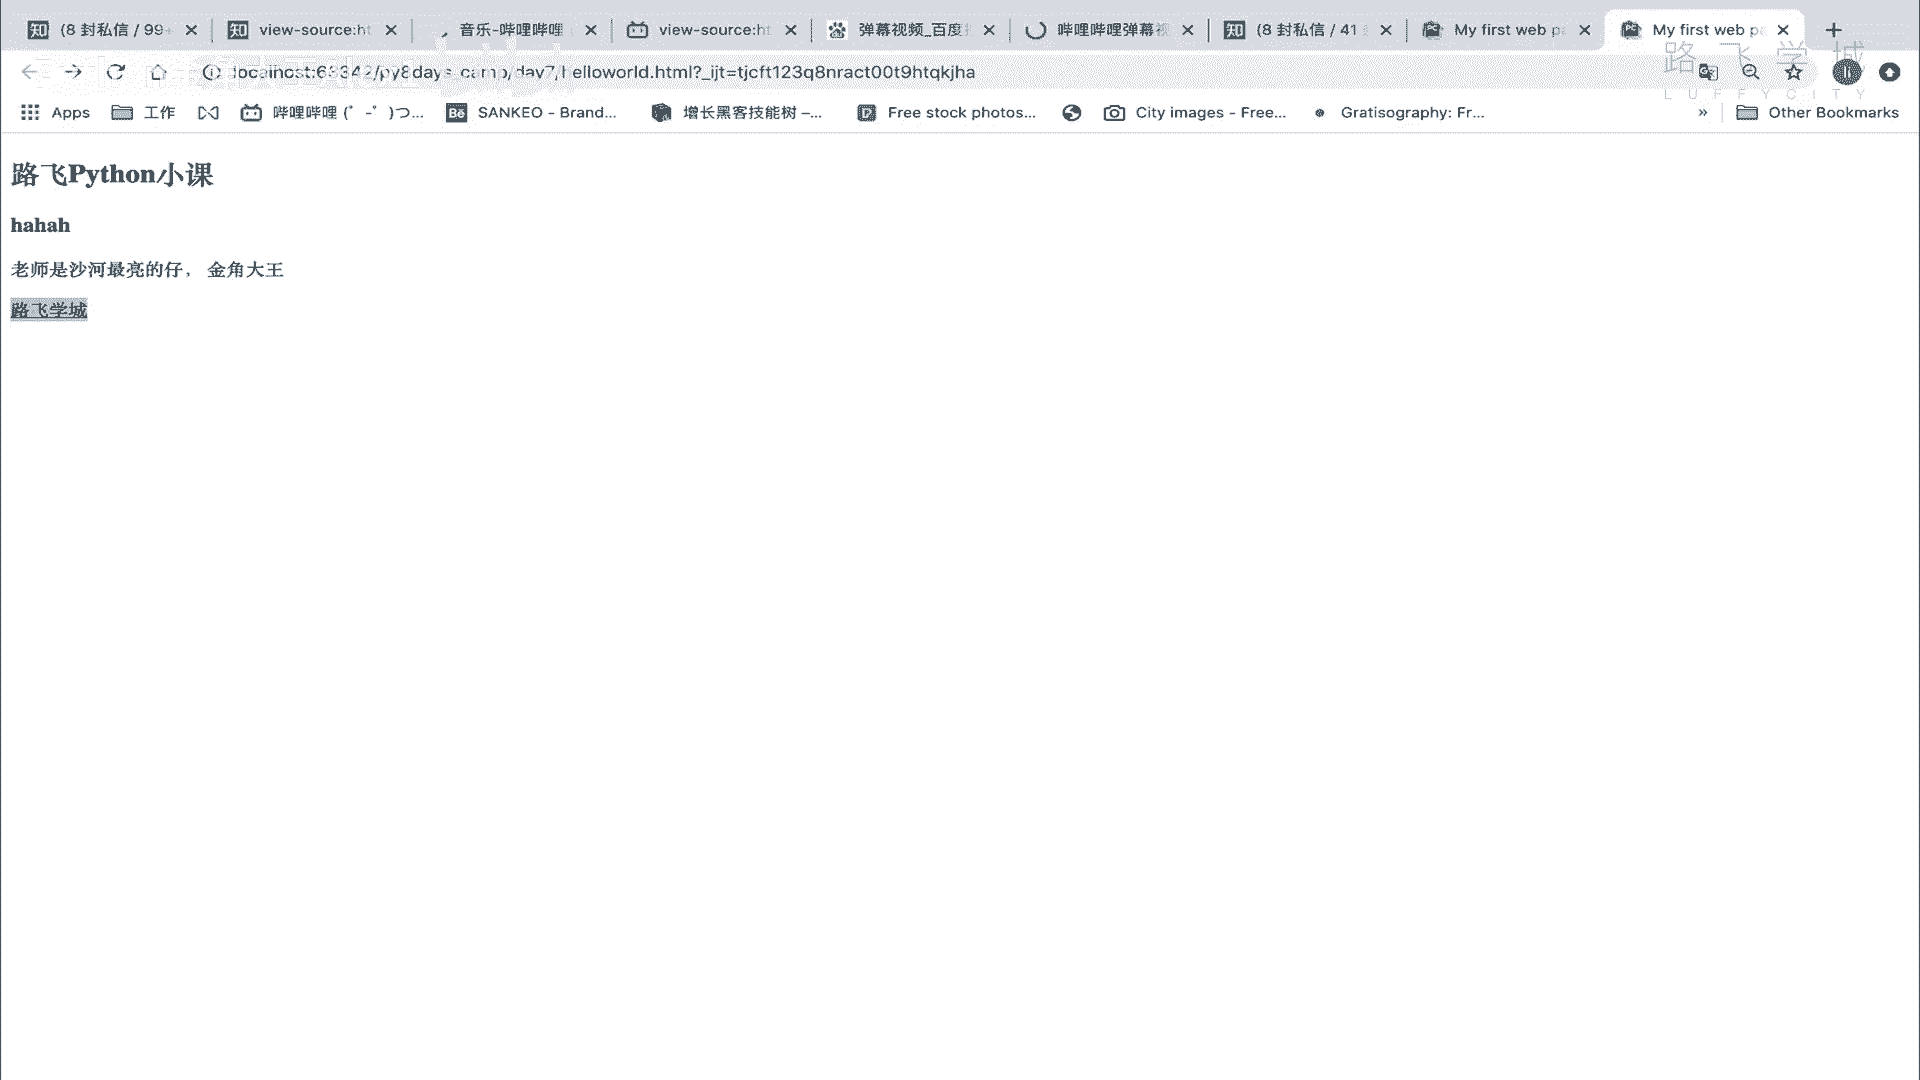 (8 封私信 / 99+
view-source:ht
音乐-哔哩哔哩
view-source:ht
弹幕视频_百度
哔哩哔哩弹幕视
(8 封私信 / 41
My first web p
My first web pa
localhost:63342/py8days_camp/day7/helloworld.html?_ijt=tjcft123q8nract00t9htqkjha
路飞学城
LUFFYCITY
Apps
工作
哔哩哔哩 (゜-゜)つ...
Bē
SANKEO - Brand...
增长黑客技能树 –...
Free stock photos...
City images - Free...
Gratisography: Fr...
»
Other Bookmarks
路飞Python小课
hahah
老师是沙河最亮的仔， 金角大王
路飞学城